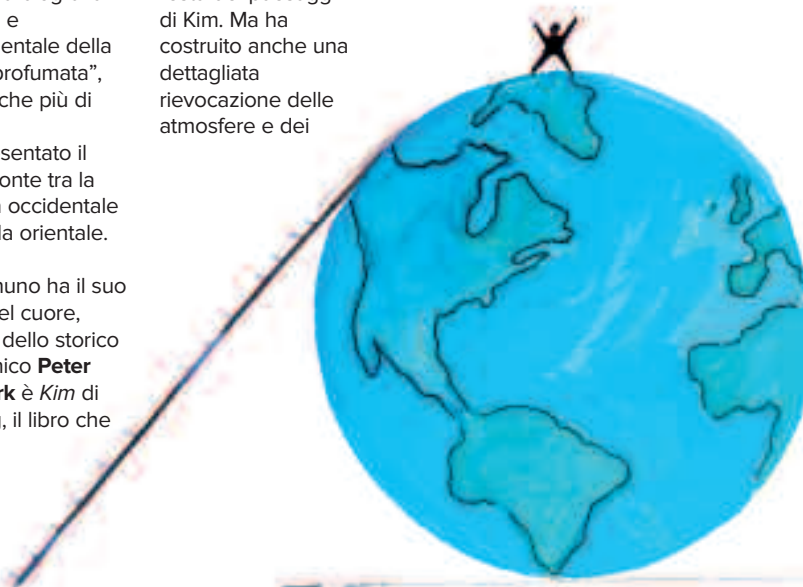 e
entale della
profumata”,
che più di
sentato il
onte tra la
occidentale
la orientale.
nuno ha il suo
el cuore,
dello storico
nico Peter
rk è Kim di
, il libro che
di Kim. Ma ha
costruito anche una
dettagliata
rievocazione delle
atmosfere e dei